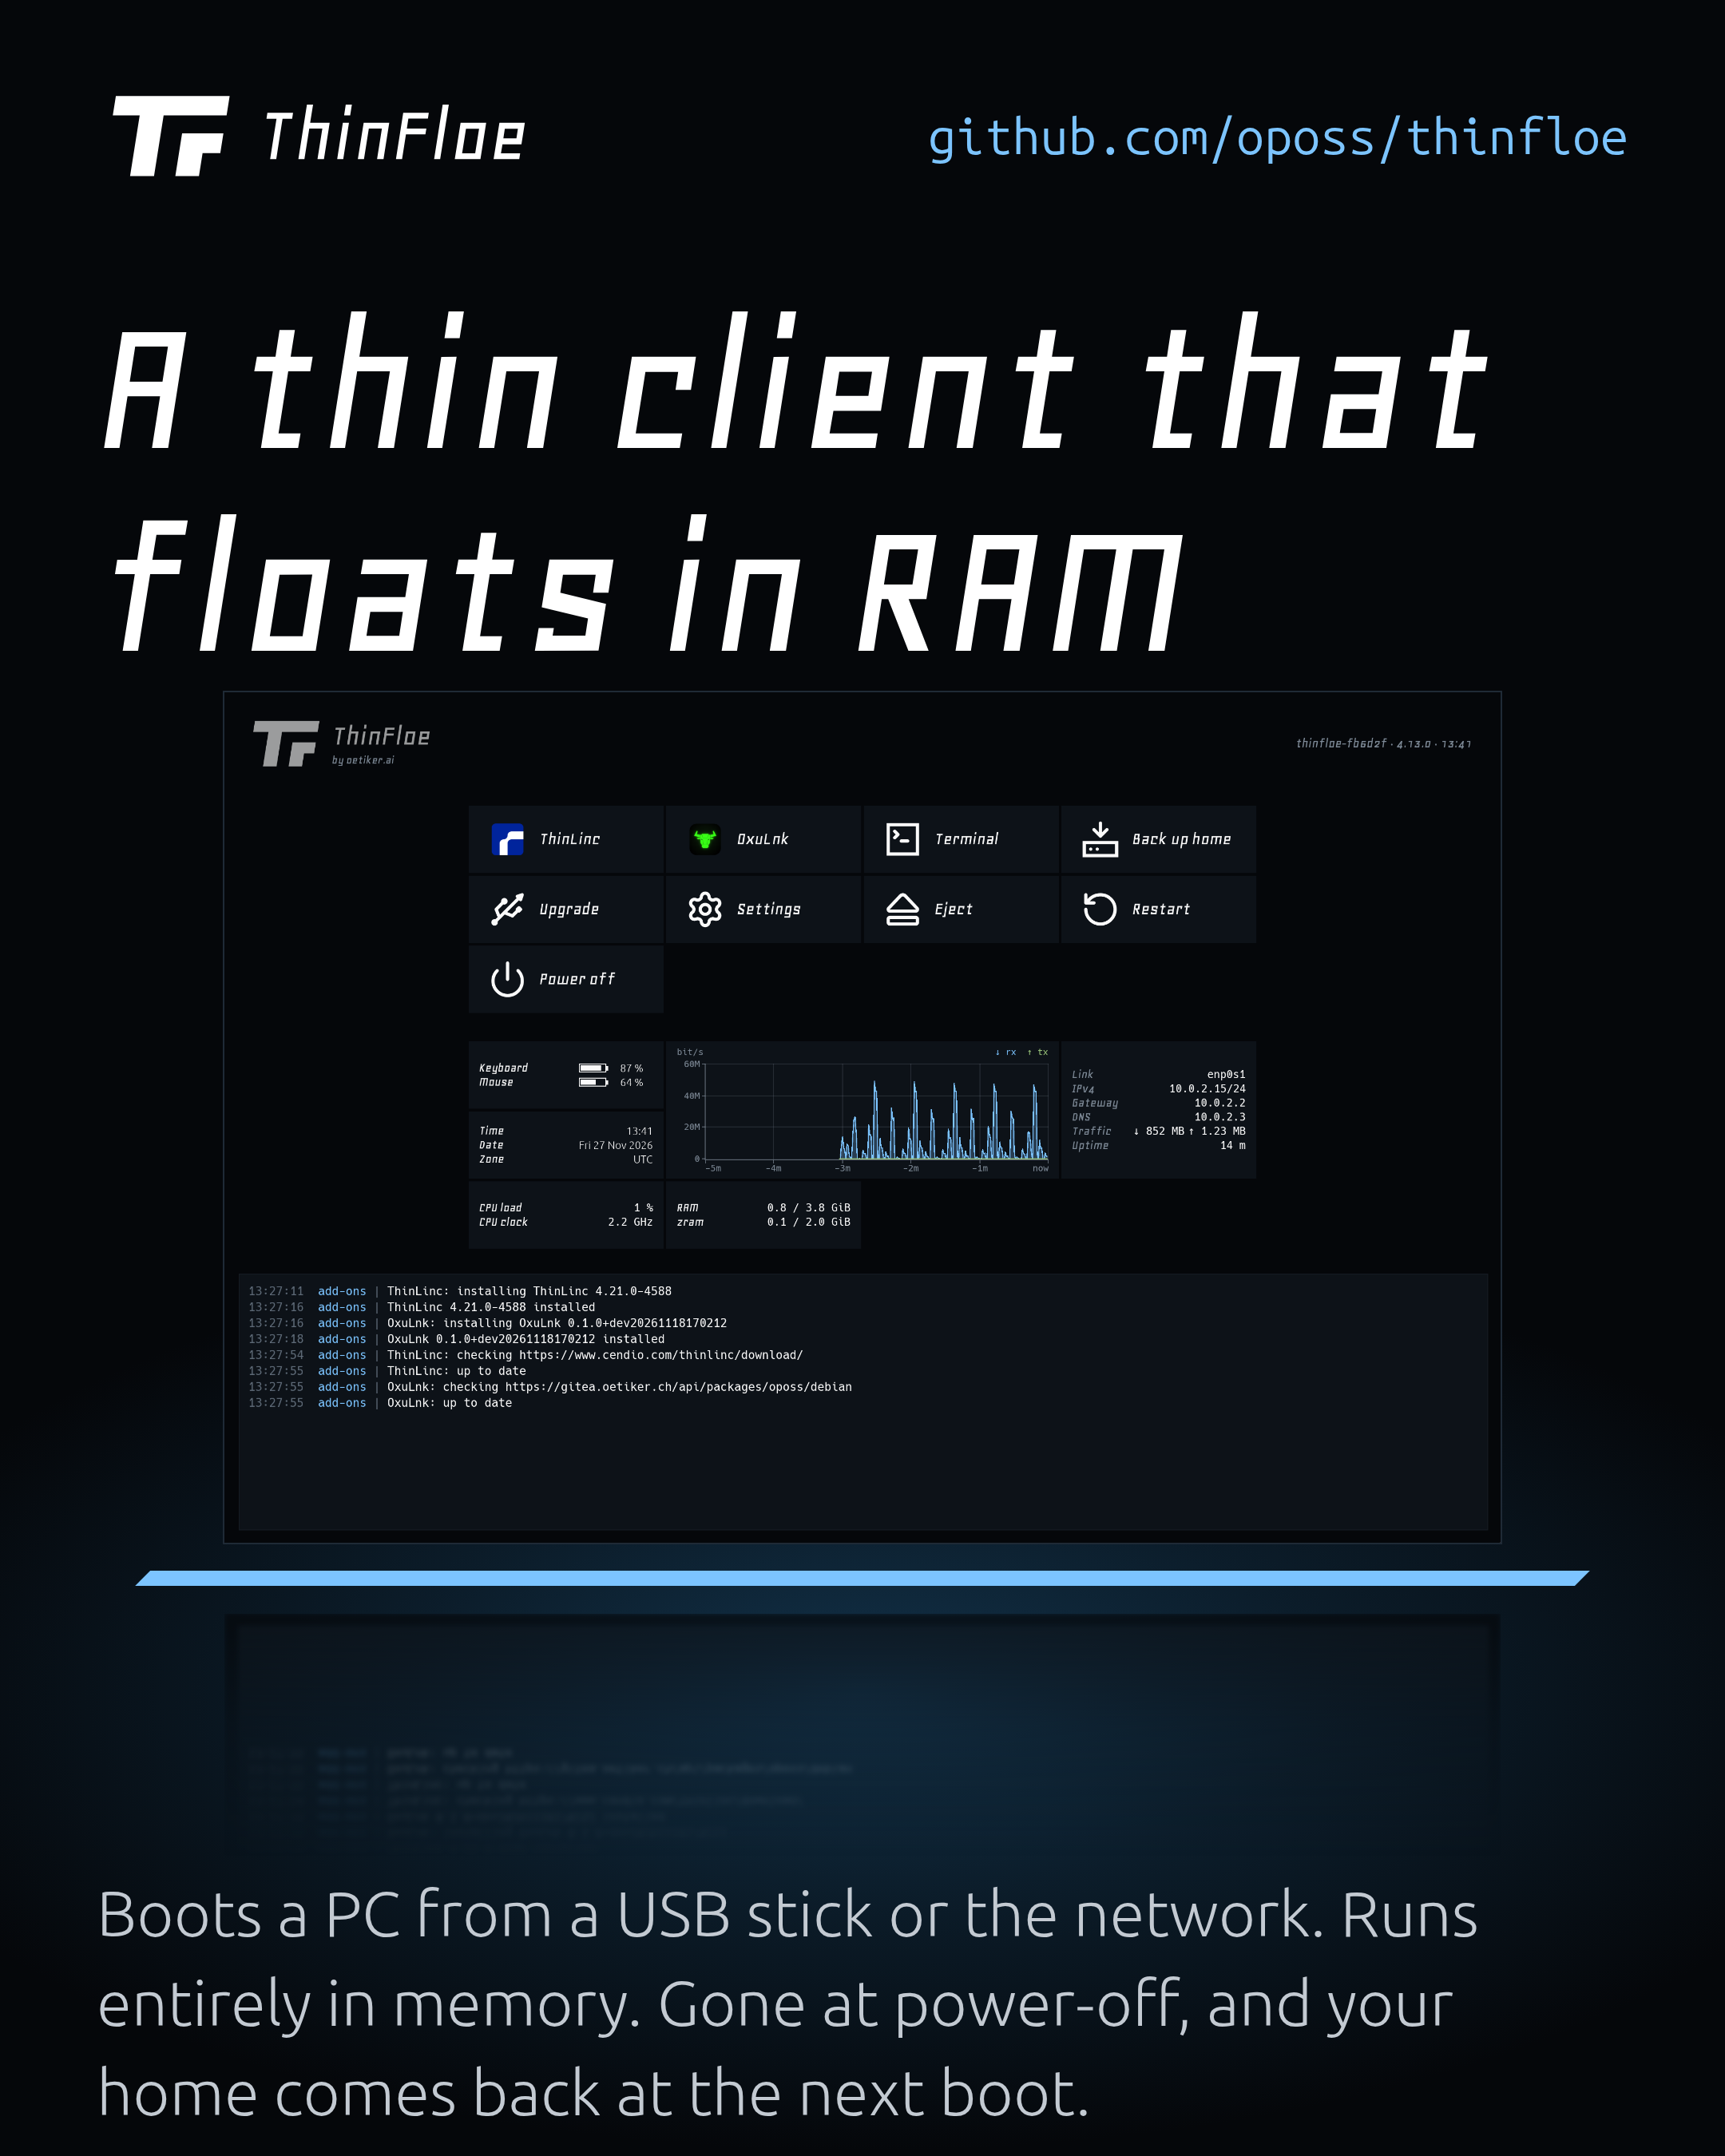 TF ThinFloe
github.com/oposs/thinfloe
A thin client that
floats in RAM
TF ThinFloe
by oetiker.ai
thinfloe-fb6d2f · 4.13.0 · 13:41
ThinLinc
OxuLnk
Terminal
Back up home
Upgrade
Settings
Eject
Restart
Power off
Keyboard 87 %
Mouse 64 %
Time 13:41
Date Fri 27 Nov 2026
Zone UTC
bit/s ↓ rx ↑ tx
60M
40M
20M
0
-5m -4m -3m -2m -1m now
Link enp0s1
IPv4 10.0.2.15/24
Gateway 10.0.2.2
DNS 10.0.2.3
Traffic ↓ 852 MB ↑ 1.23 MB
Uptime 14 m
CPU load 1 %
CPU clock 2.2 GHz
RAM 0.8 / 3.8 GiB
zram 0.1 / 2.0 GiB
13:27:11 add-ons | ThinLinc: installing ThinLinc 4.21.0-4588
13:27:16 add-ons | ThinLinc 4.21.0-4588 installed
13:27:16 add-ons | OxuLnk: installing OxuLnk 0.1.0+dev20261118170212
13:27:18 add-ons | OxuLnk 0.1.0+dev20261118170212 installed
13:27:54 add-ons | ThinLinc: checking https://www.cendio.com/thinlinc/download/
13:27:55 add-ons | ThinLinc: up to date
13:27:55 add-ons | OxuLnk: checking https://gitea.oetiker.ch/api/packages/oposs/debian
13:27:55 add-ons | OxuLnk: up to date
Boots a PC from a USB stick or the network. Runs
entirely in memory. Gone at power-off, and your
home comes back at the next boot.